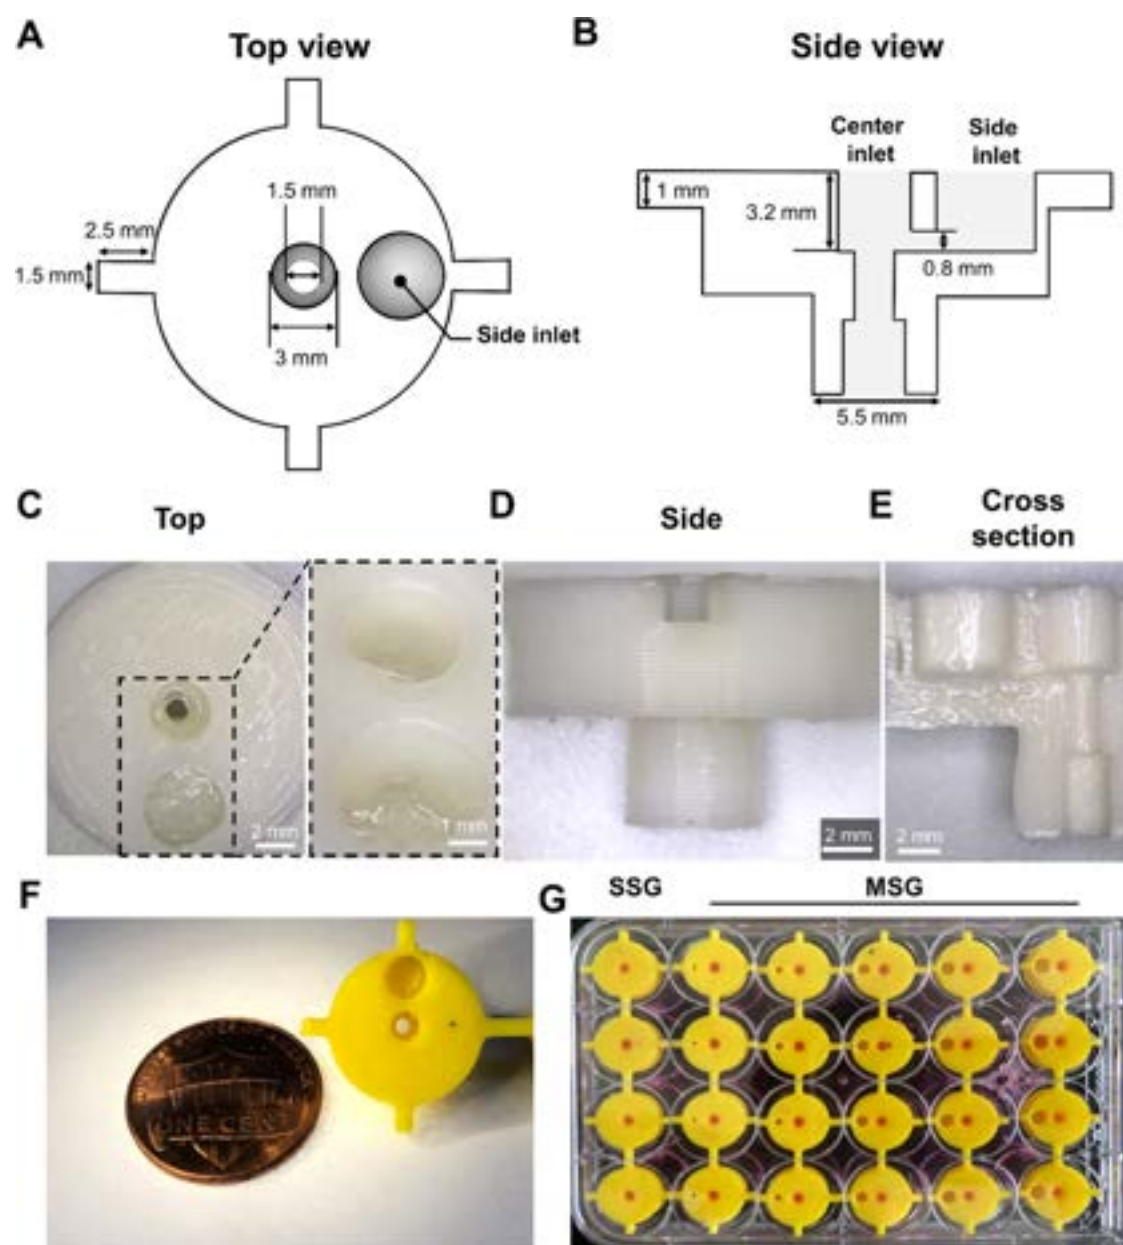 A
Top view
1.5 mm
2.5 mm
1.5 mm
3 mm
Side inlet
B
Side view
Center
inlet
Side
inlet
1 mm
3.2 mm
0.8 mm
5.5 mm
C
Top
2 mm
1 mm
D
Side
2 mm
E
Cross
section
2 mm
F
ONE CENT
G
SSG
MSG